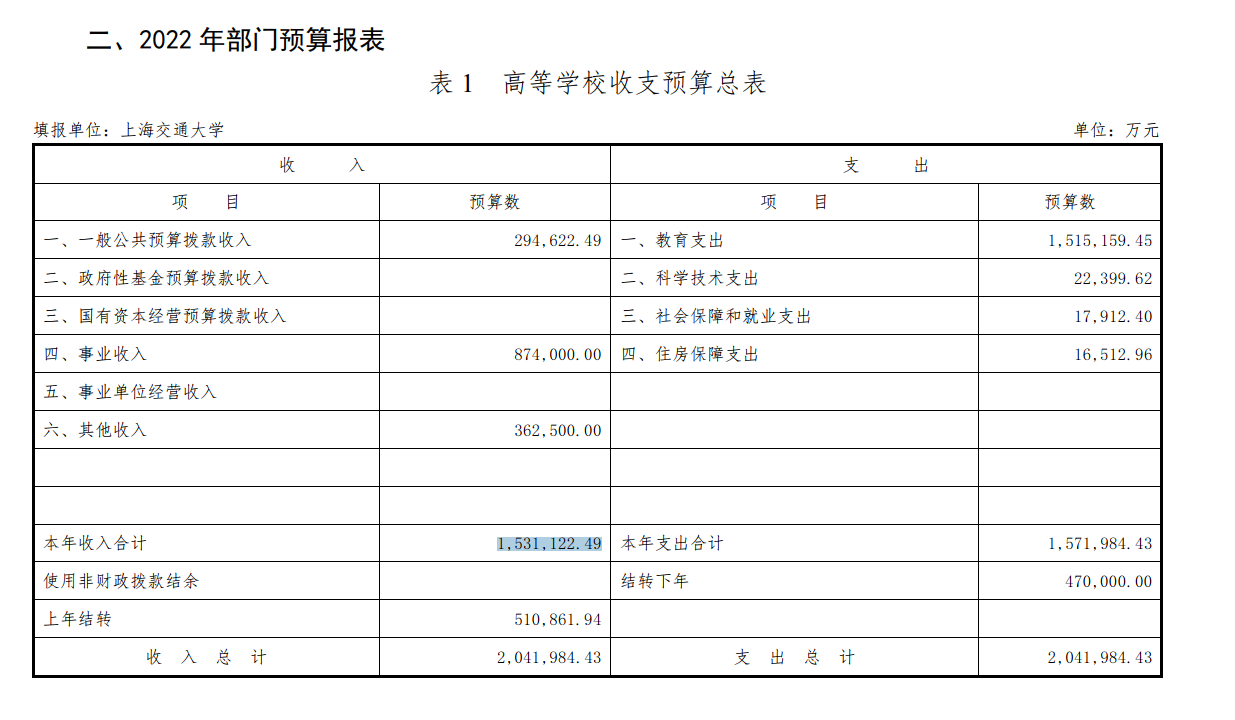 二、2022 年部门预算报表
表 1 高等学校收支预算总表
填报单位：上海交通大学 单位：万元
收 入 支 出
项 目 预算数 项 目 预算数
一、一般公共预算拨款收入 294,622.49 一、教育支出 1,515,159.45
二、政府性基金预算拨款收入 二、科学技术支出 22,399.62
三、国有资本经营预算拨款收入 三、社会保障和就业支出 17,912.40
四、事业收入 874,000.00 四、住房保障支出 16,512.96
五、事业单位经营收入
六、其他收入 362,500.00
本年收入合计 1,531,122.49 本年支出合计 1,571,984.43
使用非财政拨款结余 结转下年 470,000.00
上年结转 510,861.94
收 入 总 计 2,041,984.43 支 出 总 计 2,041,984.43